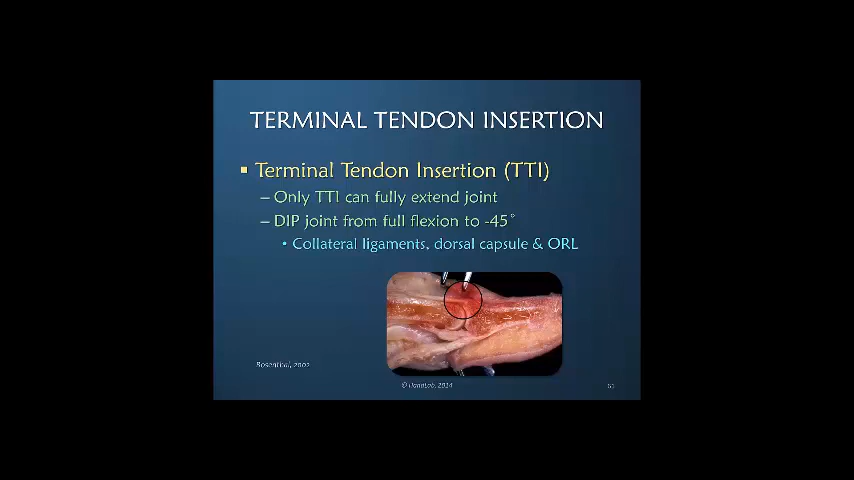 TERMINAL TENDON INSERTION
▪ Terminal Tendon Insertion (TTI)
– Only TTI can fully extend joint
– DIP joint from full flexion to -45°
• Collateral ligaments, dorsal capsule & ORL
Rosenthal, 2002
© HandLab, 2014